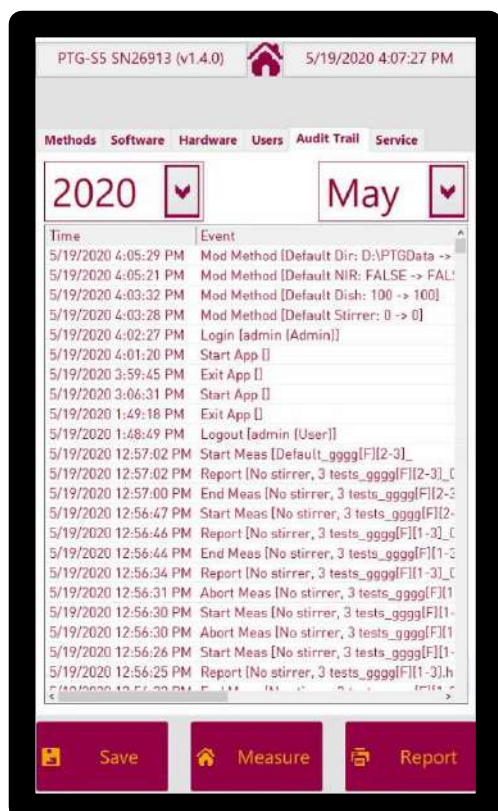 PTG-S5 SN26913 (v1.4.0) 5/19/2020 4:07:27 PM
Methods Software Hardware Users Audit Trail Service
2020 May
Time Event
5/19/2020 4:05:29 PM Mod Method [Default Dir: D:\PTGData ->
5/19/2020 4:05:21 PM Mod Method [Default NIR: FALSE -> FALS
5/19/2020 4:03:32 PM Mod Method [Default Dish: 100 -> 100]
5/19/2020 4:03:28 PM Mod Method [Default Stirrer: 0 -> 0]
5/19/2020 4:02:27 PM Login [admin (Admin)]
5/19/2020 4:01:20 PM Start App []
5/19/2020 3:59:45 PM Exit App []
5/19/2020 3:06:31 PM Start App []
5/19/2020 1:49:18 PM Exit App []
5/19/2020 1:48:49 PM Logout [admin (User)]
5/19/2020 12:57:02 PM Start Meas [Default_gggg[F][2-3]_
5/19/2020 12:57:02 PM Report [No stirrer, 3 tests_gggg[F][2-3]_
5/19/2020 12:57:00 PM End Meas [No stirrer, 3 tests_gggg[F][2-3
5/19/2020 12:56:47 PM Start Meas [No stirrer, 3 tests_gggg[F][2-
5/19/2020 12:56:46 PM Report [No stirrer, 3 tests_gggg[F][1-3]_
5/19/2020 12:56:44 PM End Meas [No stirrer, 3 tests_gggg[F][1-3
5/19/2020 12:56:34 PM Report [No stirrer, 3 tests_gggg[F][1-3]_
5/19/2020 12:56:31 PM Abort Meas [No stirrer, 3 tests_gggg[F][1
5/19/2020 12:56:30 PM Start Meas [No stirrer, 3 tests_gggg[F][1-
5/19/2020 12:56:30 PM Abort Meas [No stirrer, 3 tests_gggg[F][1
5/19/2020 12:56:26 PM Start Meas [No stirrer, 3 tests_gggg[F][1-
5/19/2020 12:56:25 PM Report [No stirrer, 3 tests_gggg[F][1-3].h
Save Measure Report